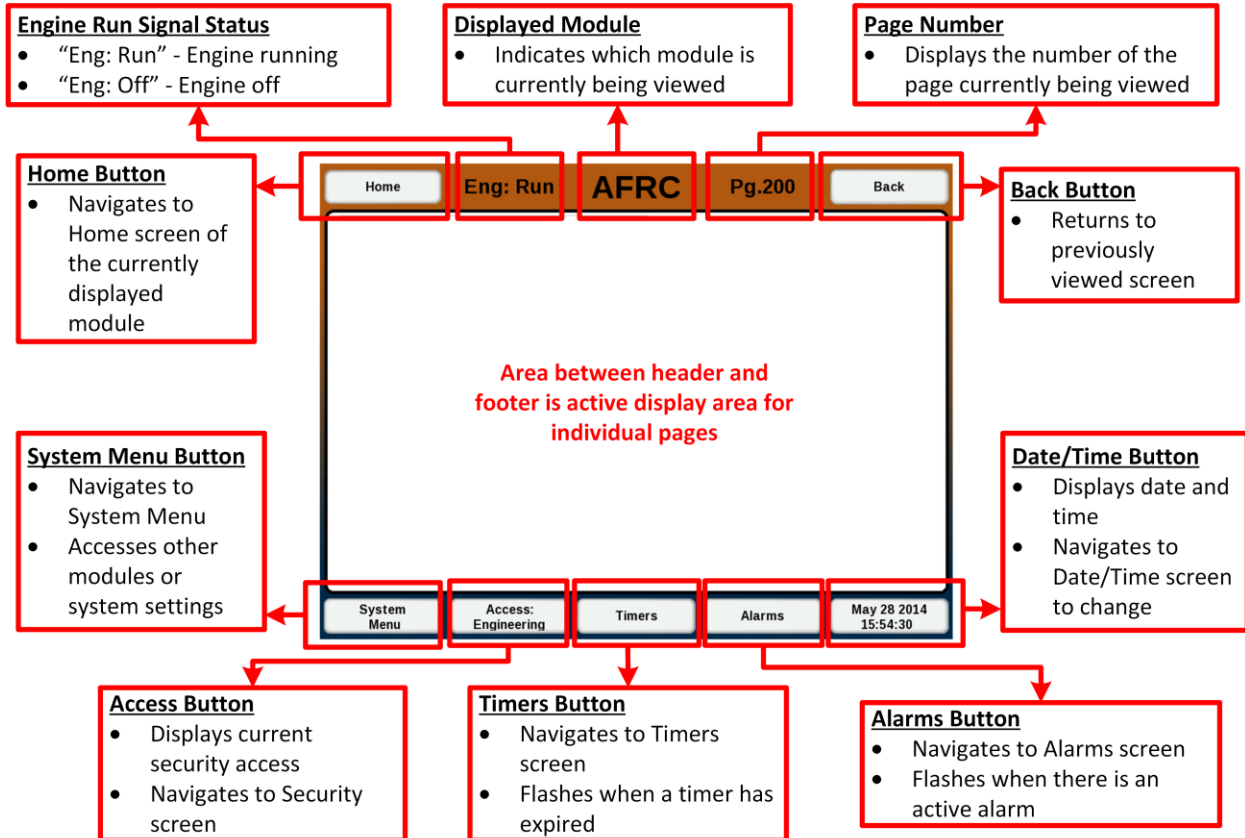 Engine Run Signal Status
• “Eng: Run” - Engine running
• “Eng: Off” - Engine off
Displayed Module
• Indicates which module is
currently being viewed
Page Number
• Displays the number of the
page currently being viewed
Home Button
• Navigates to
Home screen of
the currently
displayed
module
Home
Eng: Run
AFRC
Pg.200
Back
Back Button
• Returns to
previously
viewed screen
Area between header and
footer is active display area for
individual pages
System Menu Button
• Navigates to
System Menu
• Accesses other
modules or
system settings
Date/Time Button
• Displays date and
time
• Navigates to
Date/Time screen
to change
System
Menu
Access:
Engineering
Timers
Alarms
May 28 2014
15:54:30
Access Button
• Displays current
security access
• Navigates to Security
screen
Timers Button
• Navigates to Timers
screen
• Flashes when a timer has
expired
Alarms Button
• Navigates to Alarms screen
• Flashes when there is an
active alarm